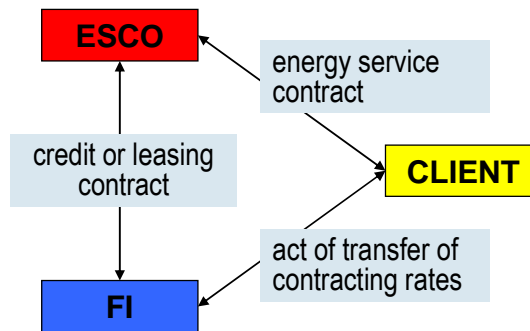 ESCO
energy service
contract
credit or leasing
contract
CLIENT
act of transfer of
contracting rates
FI